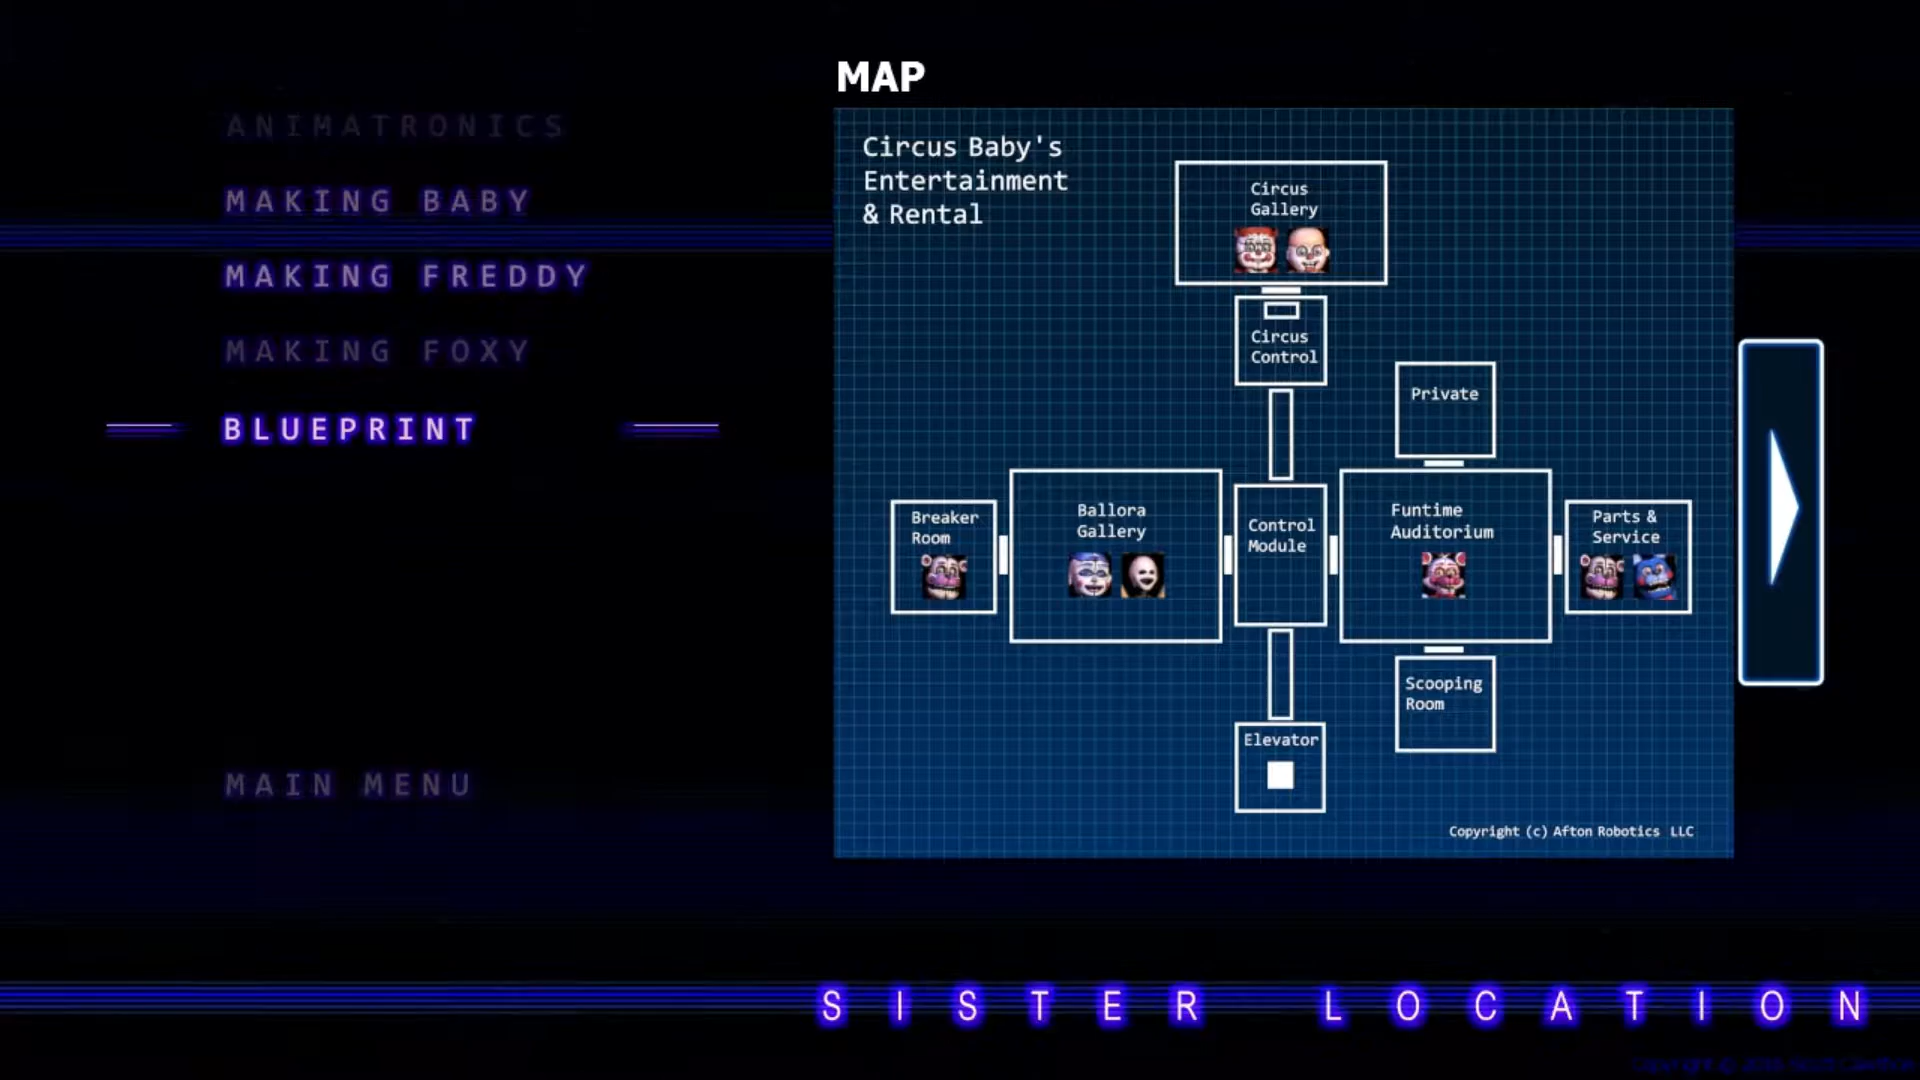 MAP
ANIMATRONICS
MAKING BABY
MAKING FREDDY
MAKING FOXY
BLUEPRINT
MAIN MENU
Circus Baby's
Entertainment
& Rental
Circus
Gallery
Circus
Control
Private
Breaker
Room
Ballora
Gallery
Control
Module
Funtime
Auditorium
Parts &
Service
Scooping
Room
Elevator
Copyright (c) Afton Robotics LLC
SISTER LOCATION